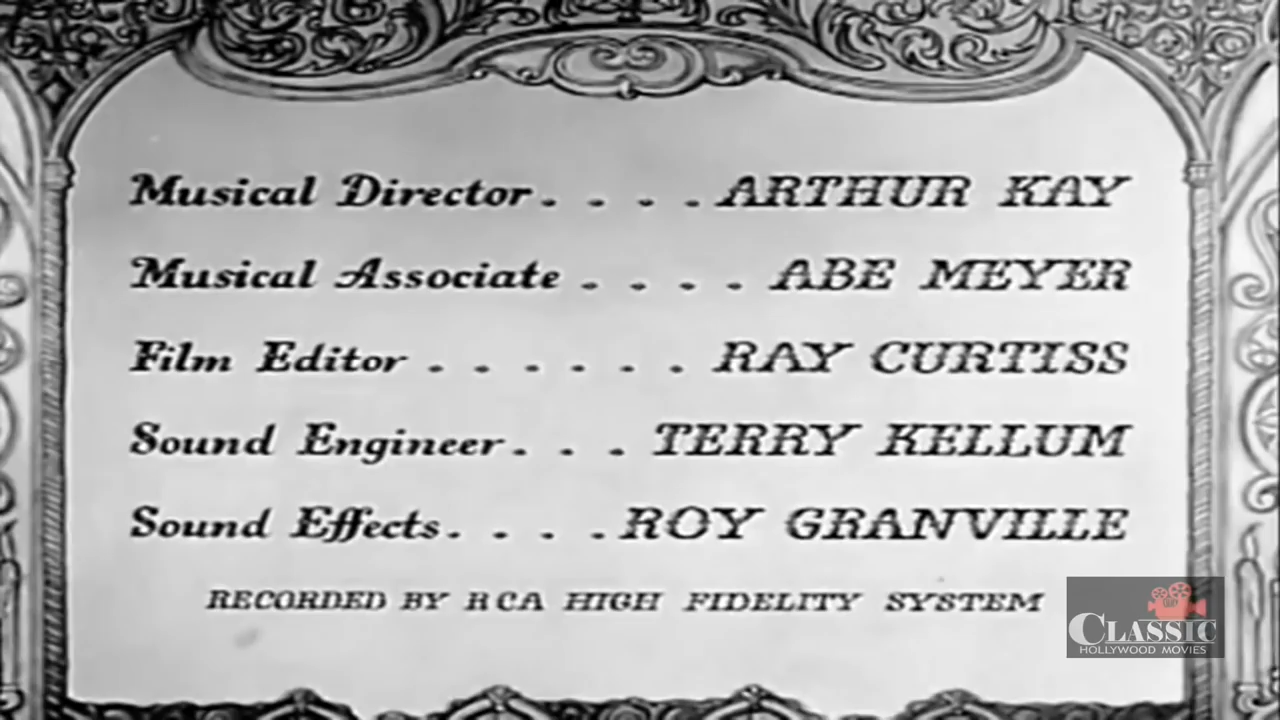 Musical Director. . . . ARTHUR KAY
Musical Associate . . . . ABE MEYER
Film Editor . . . . . . RAY CURTISS
Sound Engineer. . . TERRY KELLUM
Sound Effects. . . . ROY GRANVILLE
RECORDED BY RCA HIGH FIDELITY SYSTEM
CLASSIC
HOLLYWOOD MOVIES